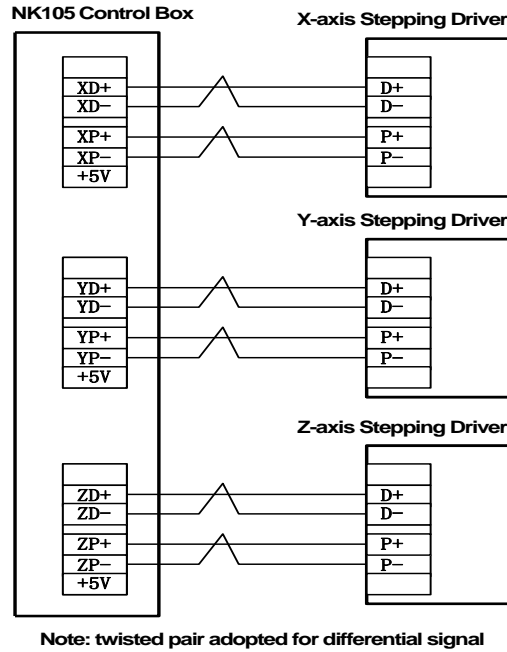 NK105 Control Box
X-axis Stepping Driver
XD+
D+
XD−
D−
XP+
P+
XP−
P−
+5V
Y-axis Stepping Driver
YD+
D+
YD−
D−
YP+
P+
YP−
P−
+5V
Z-axis Stepping Driver
ZD+
D+
ZD−
D−
ZP+
P+
ZP−
P−
+5V
Note: twisted pair adopted for differential signal